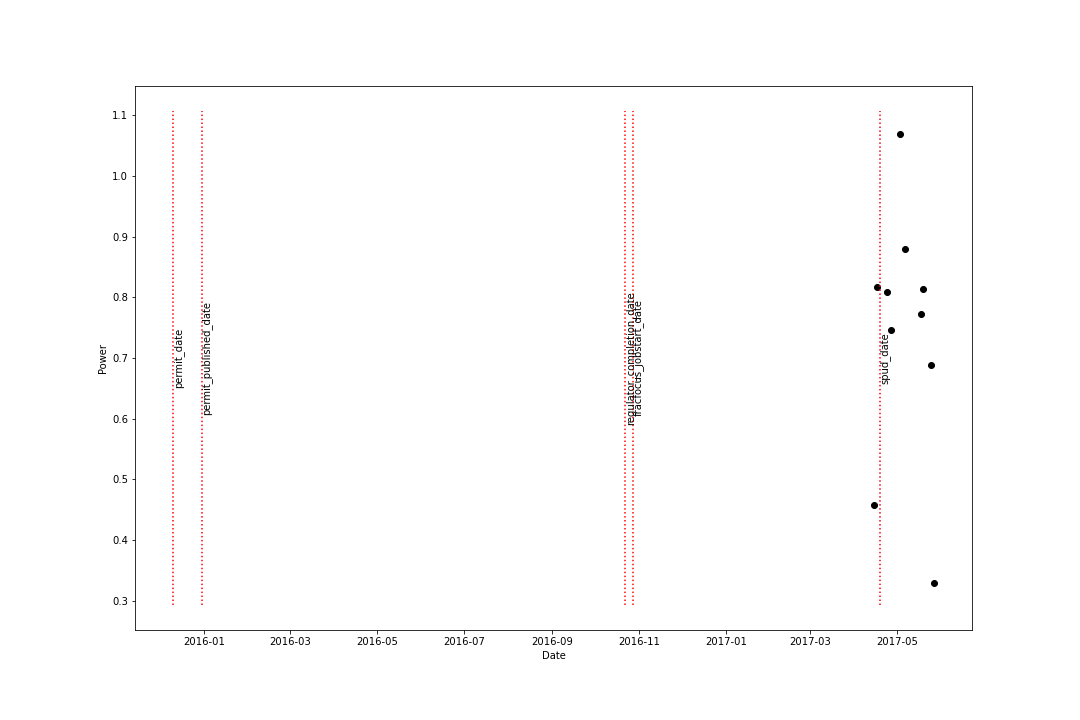 1.1
1.0
0.9
0.8
0.7
0.6
0.5
0.4
0.3
Power
permit_date
permit_published_date
regulator_completion_date
fracfocus_jobstart_date
spud_date
2016-01 2016-03 2016-05 2016-07 2016-09 2016-11 2017-01 2017-03 2017-05
Date